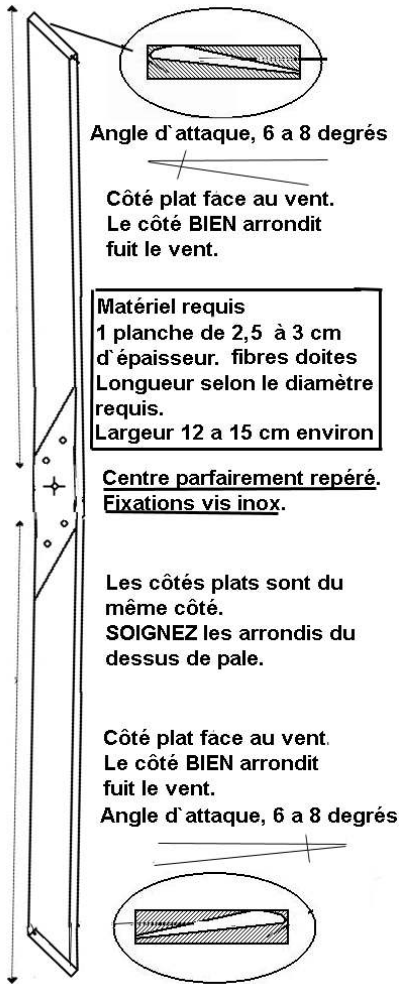 Angle d`attaque, 6 a 8 degrés
Côté plat face au vent.
Le côté BIEN arrondit
fuit le vent.
Matériel requis
1 planche de 2,5 à 3 cm
d`épaisseur. fibres doites
Longueur selon le diamètre
requis.
Largeur 12 a 15 cm environ
Centre parfairement repéré.
Fixations vis inox.
Les côtés plats sont du
même côté.
SOIGNEZ les arrondis du
dessus de pale.
Côté plat face au vent.
Le côté BIEN arrondit
fuit le vent.
Angle d`attaque, 6 a 8 degrés